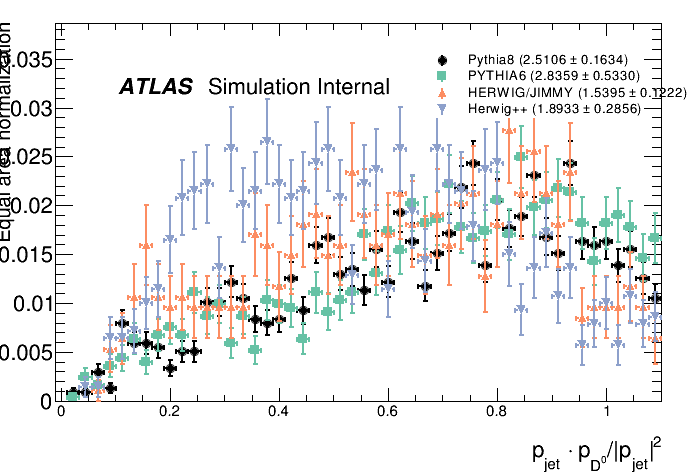 Equal area normalization
0.035
0.03
0.025
0.02
0.015
0.01
0.005
0
ATLAS Simulation Internal
Pythia8 (2.5106 ± 0.1634)
PYTHIA6 (2.8359 ± 0.5330)
HERWIG/JIMMY (1.5395 ± 0.1222)
Herwig++ (1.8933 ± 0.2856)
0 0.2 0.4 0.6 0.8 1
p_jet · p_D⁰/|p_jet|²